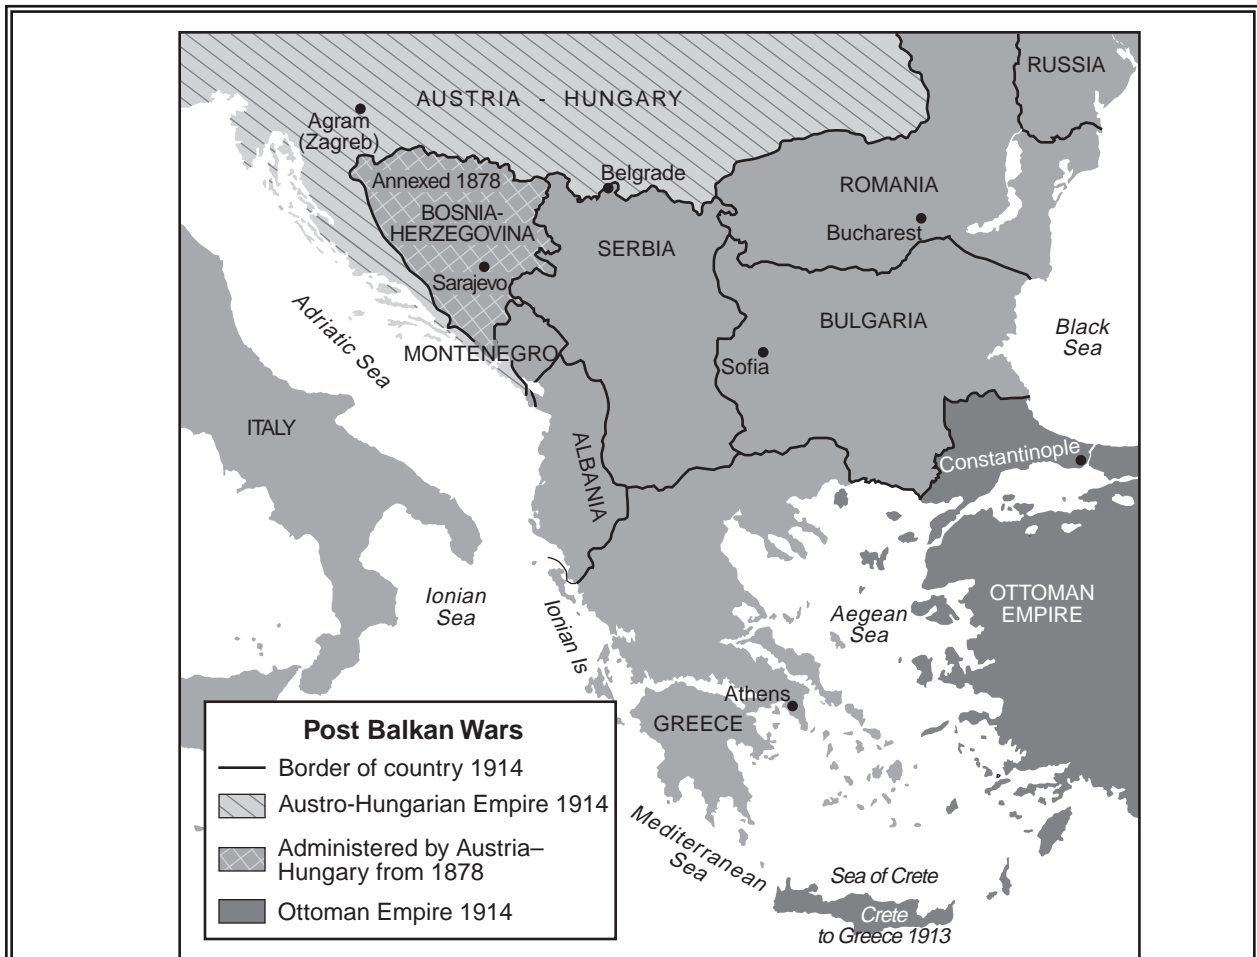 RUSSIA
AUSTRIA - HUNGARY
Agram
(Zagreb)
Belgrade
Annexed 1878
BOSNIA-
HERZEGOVINA
ROMANIA
Bucharest
SERBIA
Sarajevo
Adriatic Sea
MONTENEGRO
BULGARIA
Sofia
Black
Sea
ITALY
ALBANIA
Constantinople
Ionian
Sea
Ionian Is
Aegean
Sea
OTTOMAN
EMPIRE
Athens
GREECE
Mediterranean
Sea
Sea of Crete
Crete
to Greece 1913
Post Balkan Wars
Border of country 1914
Austro-Hungarian Empire 1914
Administered by Austria–
Hungary from 1878
Ottoman Empire 1914